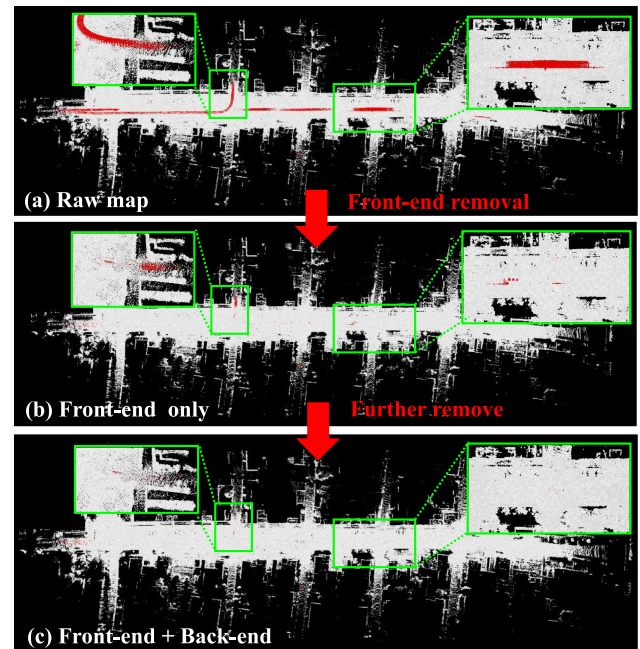 (a) Raw map
Front-end removal
(b) Front-end only
Further remove
(c) Front-end + Back-end